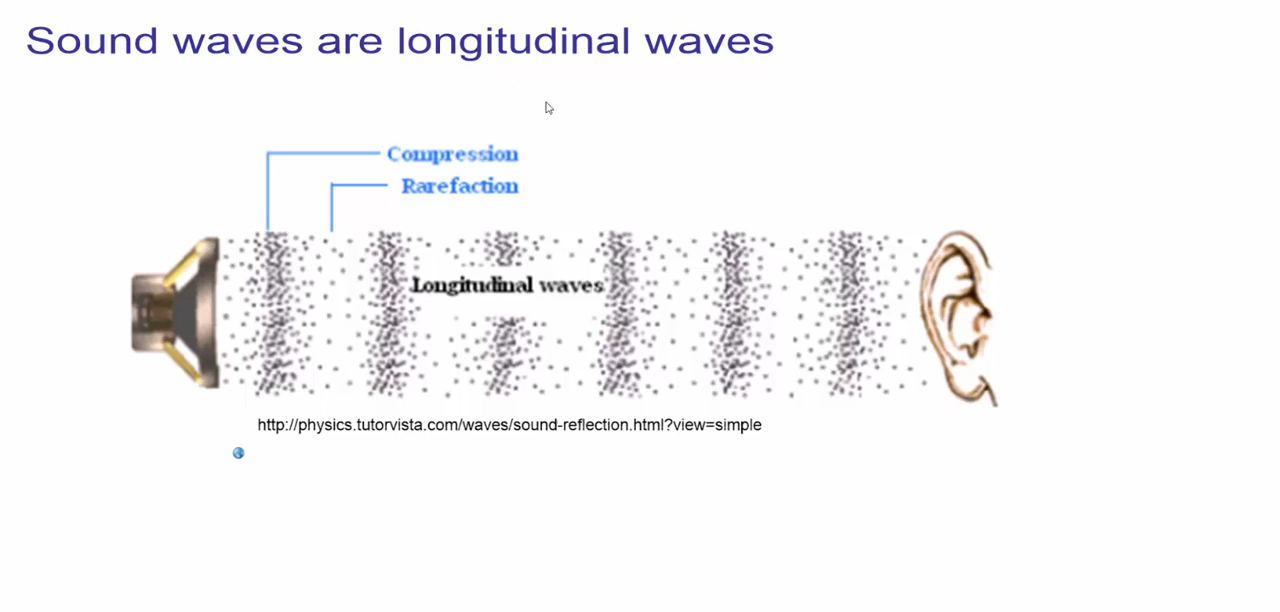 Sound waves are longitudinal waves
Compression
Rarefaction
Longitudinal waves
http://physics.tutorvista.com/waves/sound-reflection.html?view=simple